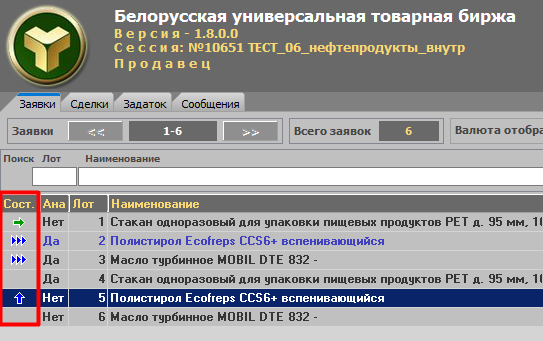 Белорусская универсальная товарная биржа
Версия - 1.8.0.0
Сессия: №10651 ТЕСТ_06_нефтепродукты_внутр
Продавец
Заявки Сделки Задаток Сообщения
Заявки << 1-6 >> Всего заявок 6 Валюта отобра
Поиск Лот Наименование
Сост. Ана Лот Наименование
Нет 1 Стакан одноразовый для упаковки пищевых продуктов PET д. 95 мм, 10
Да 2 Полистирол Ecofreps CCS6+ вспенивающийся
Да 3 Масло турбинное MOBIL DTE 832 -
Да 4 Стакан одноразовый для упаковки пищевых продуктов PET д. 95 мм, 1
Нет 5 Полистирол Ecofreps CCS6+ вспенивающийся
Нет 6 Масло турбинное MOBIL DTE 832 -